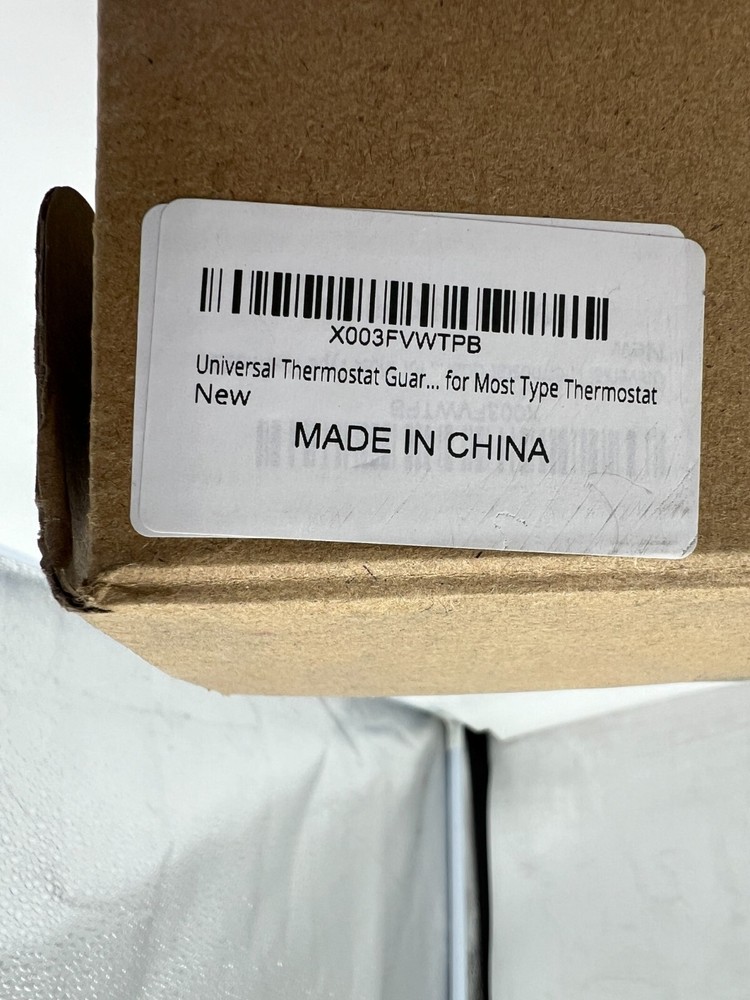 X003FVWTPB
Universal Thermostat Guar... for Most Type Thermostat
New
MADE IN CHINA